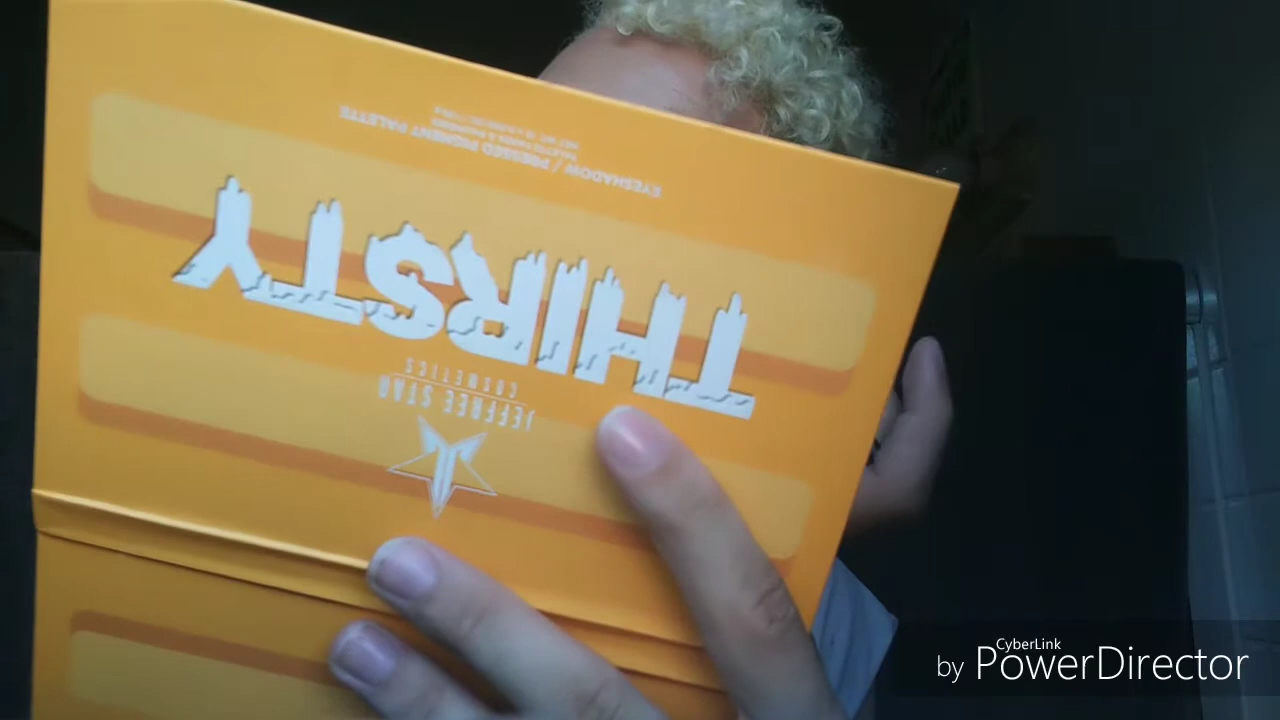 JEFFREE STAR
COSMETICS
THIRSTY
EYESHADOW / PRESSED PIGMENT PALETTE
CyberLink
by PowerDirector